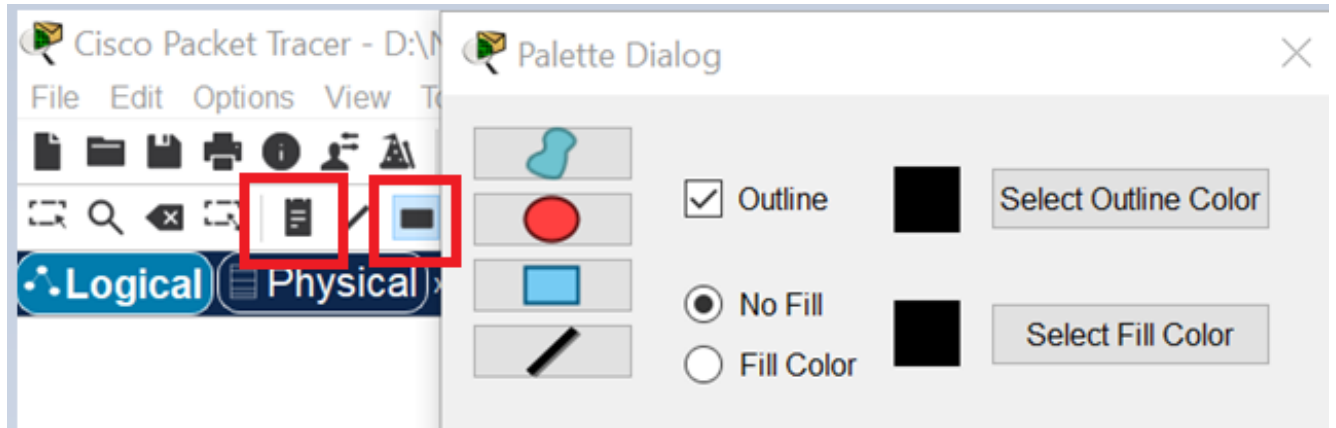 Cisco Packet Tracer - D:\
File Edit Options View
Logical
Physical
Palette Dialog
Outline
Select Outline Color
No Fill
Fill Color
Select Fill Color